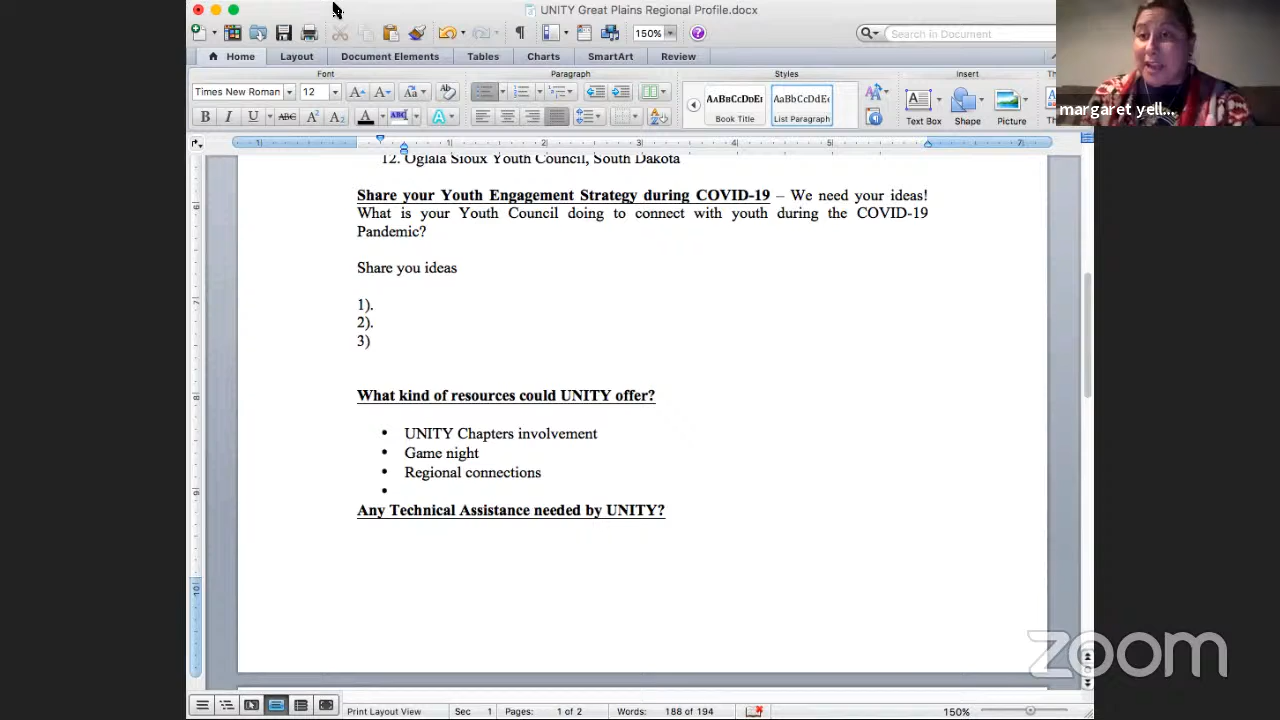 UNITY Great Plains Regional Profile.docx
150%
Search in Document
Home
Layout
Document Elements
Tables
Charts
SmartArt
Review
Font
Paragraph
Styles
Insert
Times New Roman
12
AaBbCcDdEe
Book Title
AaBbCcDdEe
List Paragraph
Text Box
Shape
Picture
margaret yell...
12. Oglala Sioux Youth Council, South Dakota
Share your Youth Engagement Strategy during COVID-19 – We need your ideas!
What is your Youth Council doing to connect with youth during the COVID-19
Pandemic?
Share you ideas
1).
2).
3)
What kind of resources could UNITY offer?
• UNITY Chapters involvement
• Game night
• Regional connections
•
Any Technical Assistance needed by UNITY?
zoom
Print Layout View
Sec 1
Pages: 1 of 2
Words: 188 of 194
150%